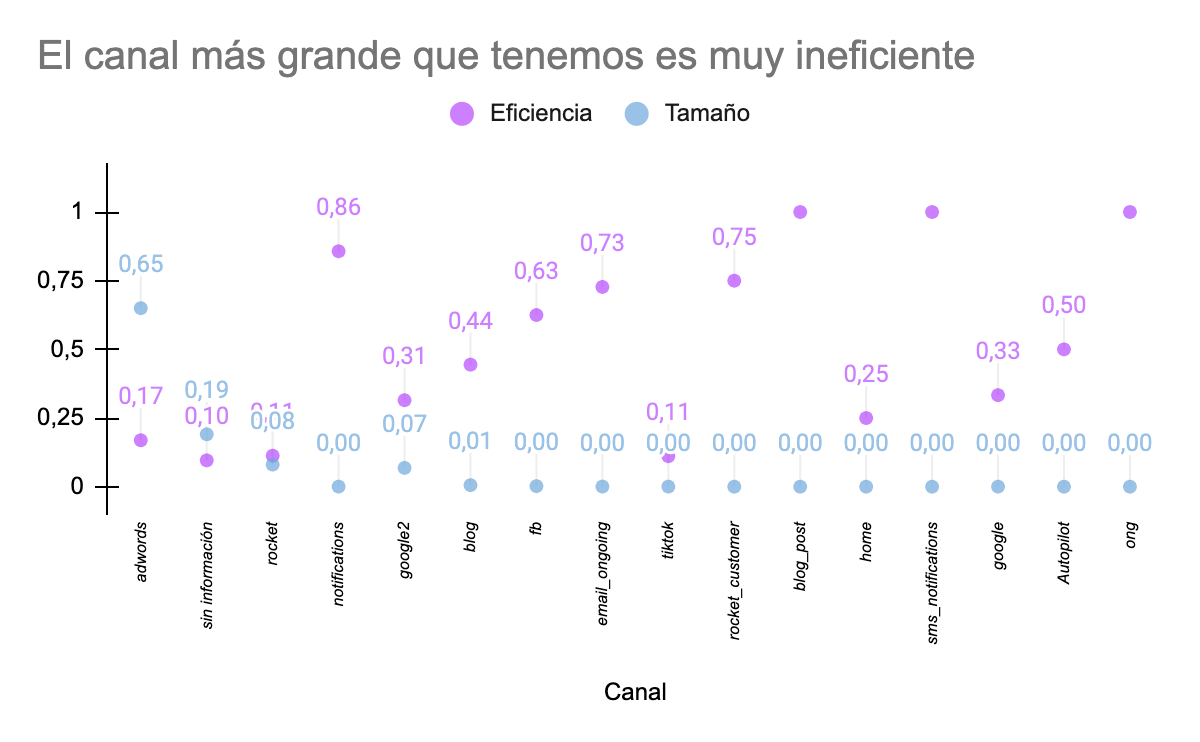 El canal más grande que tenemos es muy ineficiente
Eficiencia Tamaño
1
0,75
0,5
0,25
0
0,65
0,17
0,19
0,10
0,11
0,08
0,86
0,00
0,31
0,07
0,44
0,01
0,63
0,00
0,73
0,00
0,11
0,00
0,75
0,00
0,00
0,25
0,00
0,00
0,33
0,00
0,50
0,00
0,00
adwords
sin información
rocket
notifications
google2
blog
fb
email_ongoing
tiktok
rocket_customer
blog_post
home
sms_notifications
google
Autopilot
ong
Canal